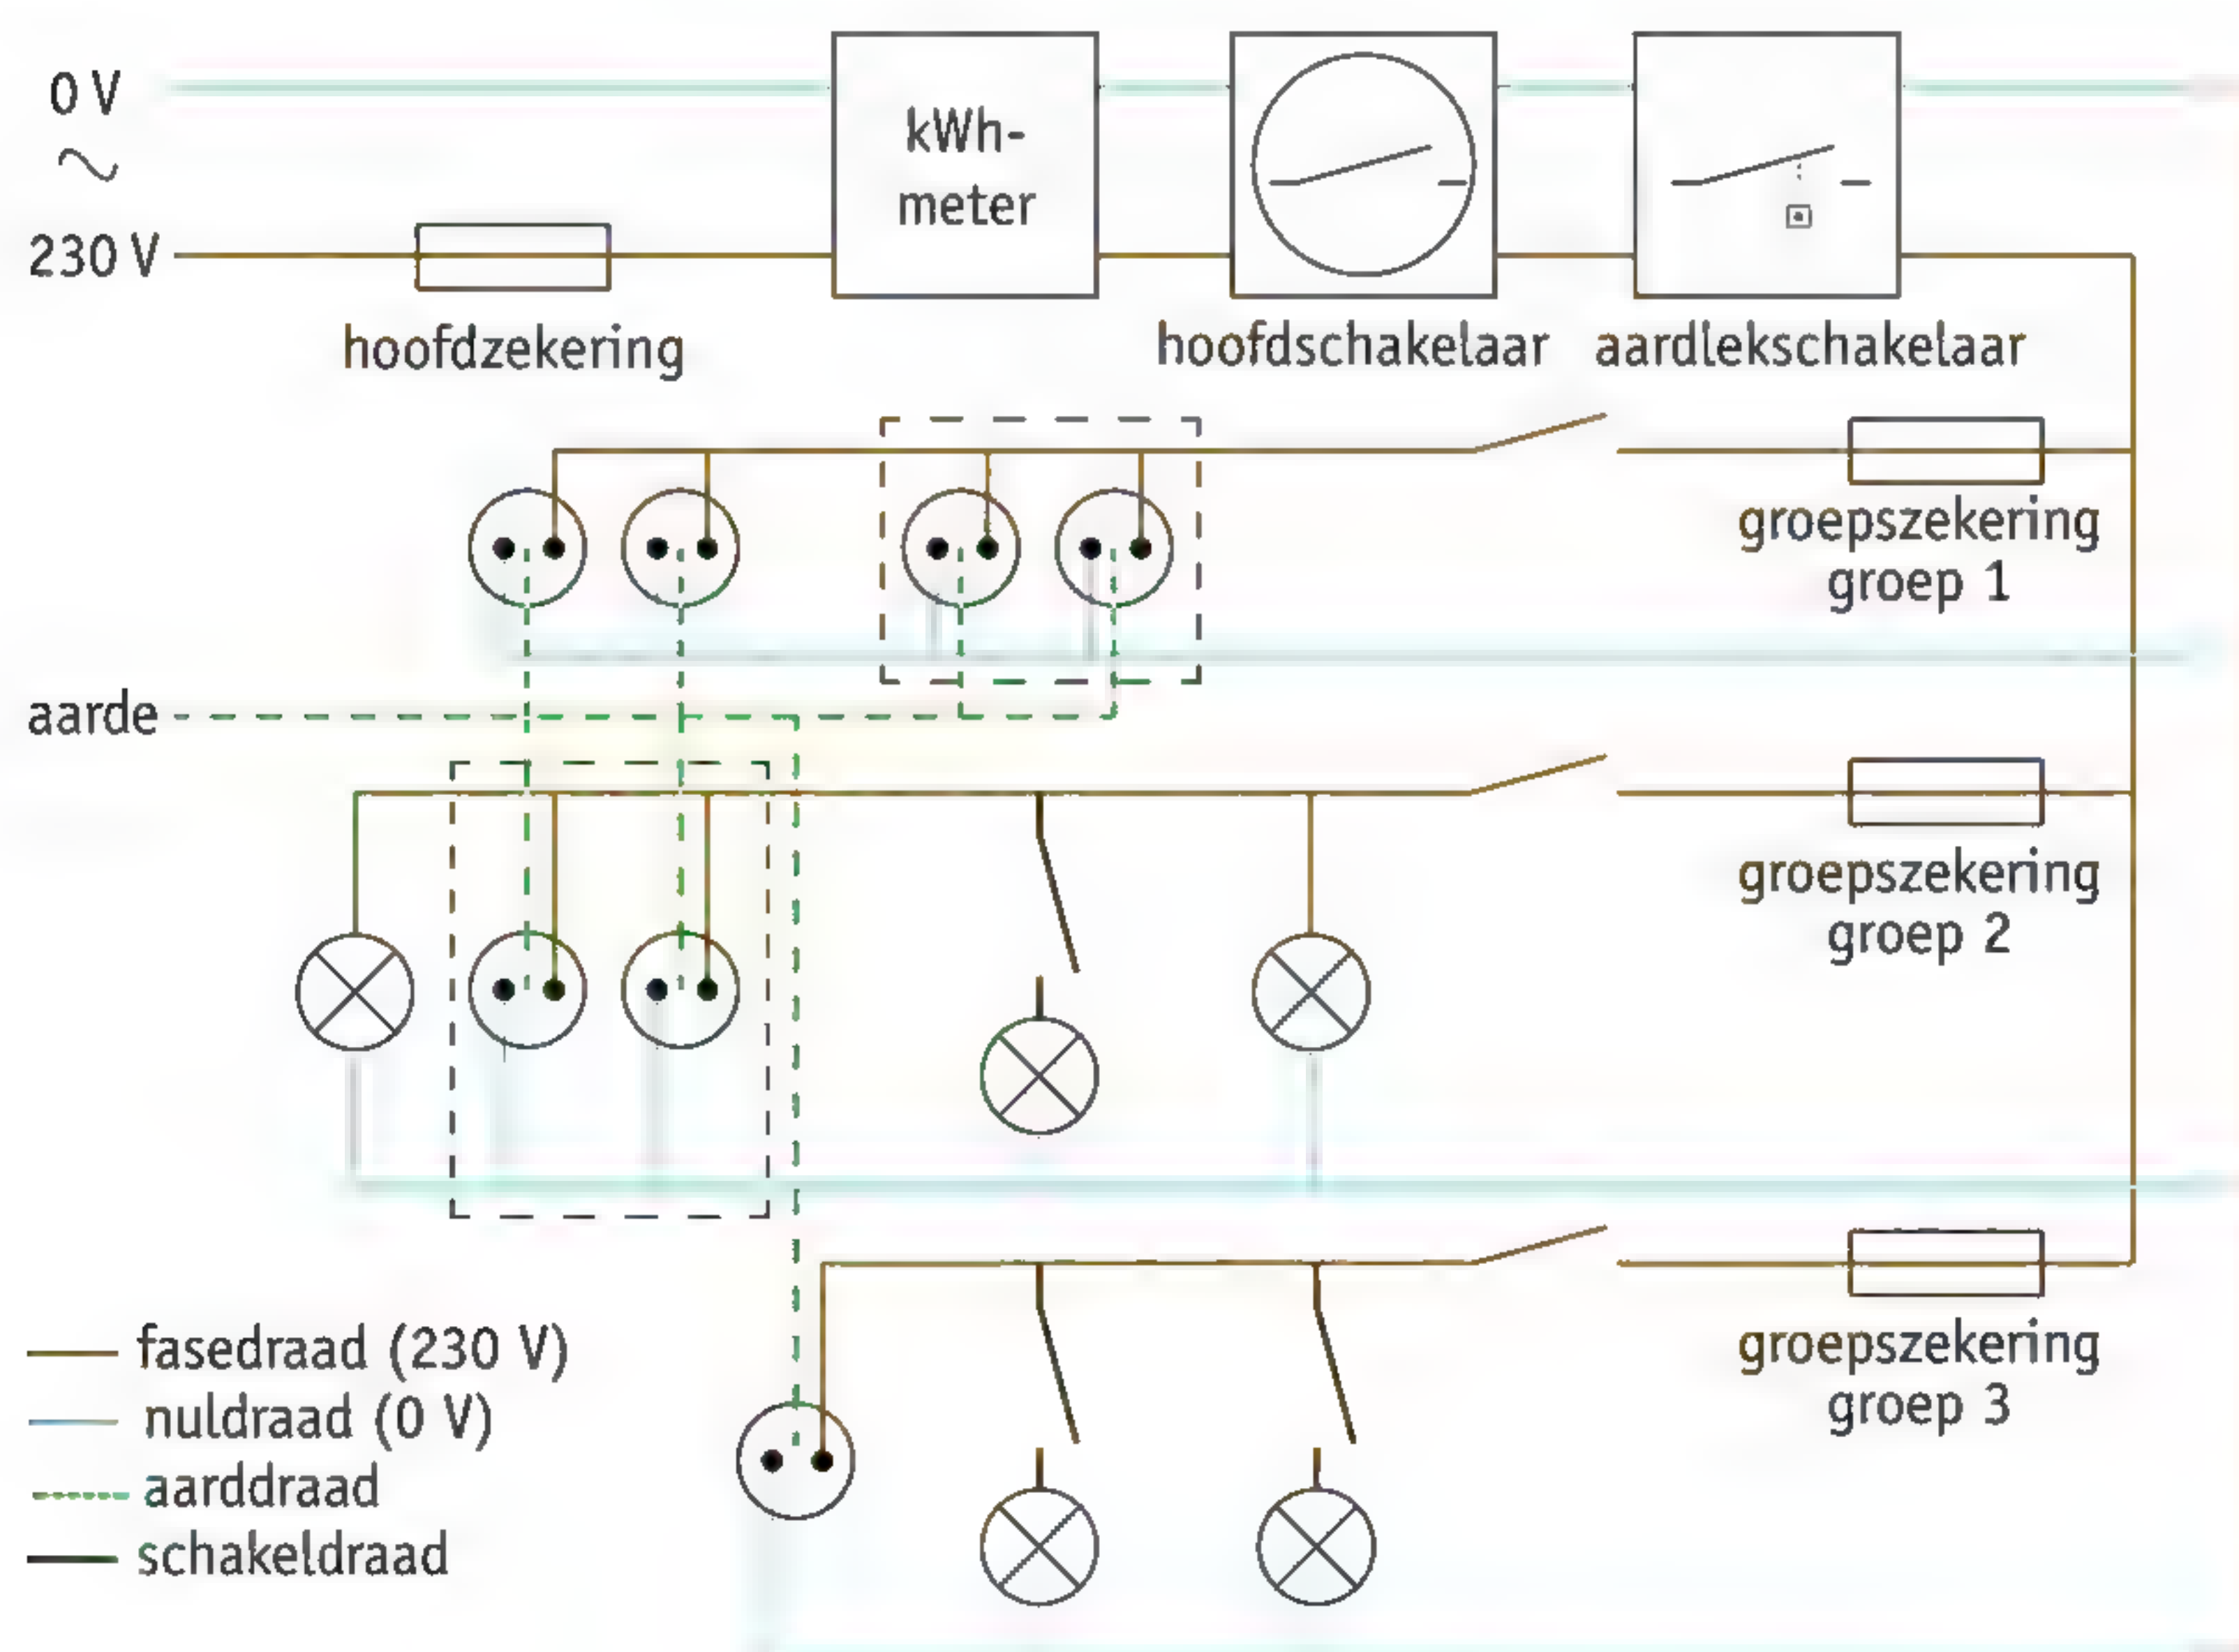 0 V
~
230 V
kWh-
meter
hoofdzekering
hoofdschakelaar
aardlekschakelaar
groepszekering
groep 1
aarde
groepszekering
groep 2
groepszekering
groep 3
fasedraad (230 V)
nuldraad (0 V)
aarddraad
schakeldraad